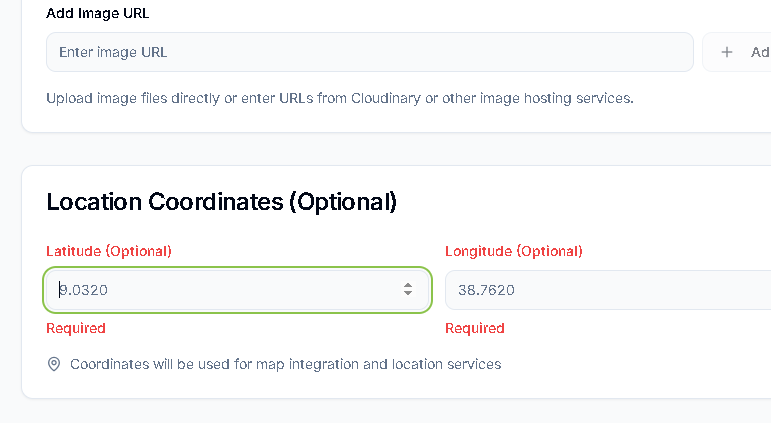 Add Image URL
Enter image URL
+ Ad
Upload image files directly or enter URLs from Cloudinary or other image hosting services.
Location Coordinates (Optional)
Latitude (Optional) Longitude (Optional)
9.0320 38.7620
Required Required
Coordinates will be used for map integration and location services